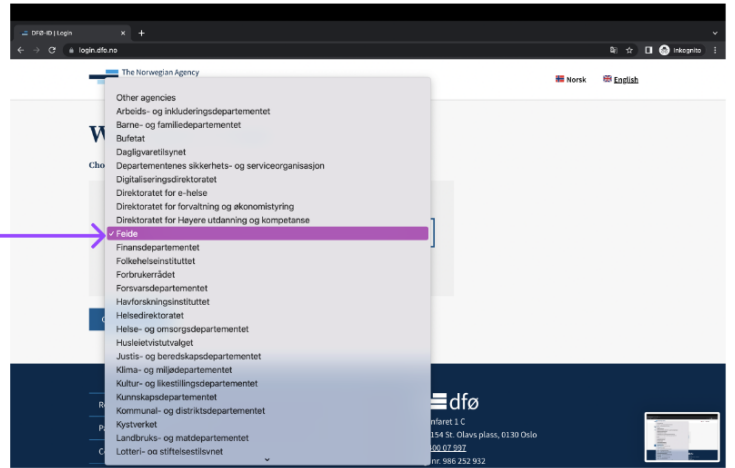 DFØ-ID | Login
login.dfo.no
Inkognito
The Norwegian Agency
Norsk
English
W
Cho
Other agencies
Arbeids- og inkluderingsdepartementet
Barne- og familiedepartementet
Bufetat
Dagligvaretilsynet
Departementenes sikkerhets- og serviceorganisasjon
Digitaliseringsdirektoratet
Direktoratet for e-helse
Direktoratet for forvaltning og økonomistyring
Direktoratet for Høyere utdanning og kompetanse
✓ Feide
Finansdepartementet
Folkehelseinstituttet
Forbrukerrådet
Forsvarsdepartementet
Havforskningsinstituttet
Helsedirektoratet
Helse- og omsorgsdepartementet
Husleietvistutvalget
Justis- og beredskapsdepartementet
Klima- og miljødepartementet
Kultur- og likestillingsdepartementet
Kunnskapsdepartementet
Kommunal- og distriktsdepartementet
Kystverket
Landbruks- og matdepartementet
Lotteri- og stiftelsestilsynet
dfø
nfaret 1 C
154 St. Olavs plass, 0130 Oslo
00 07 997
nr. 986 252 932